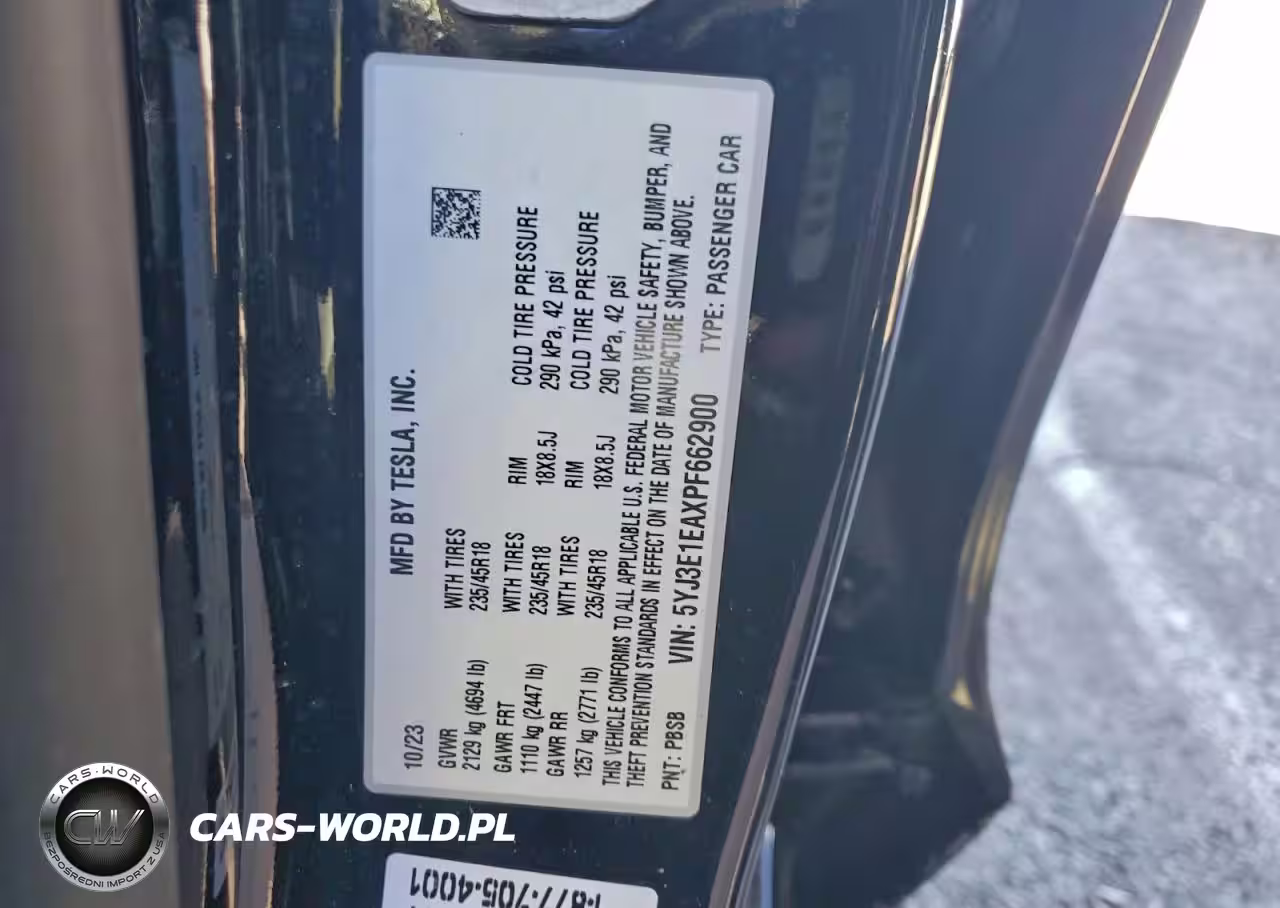 MFD BY TESLA, INC.
10/23
GVWR WITH TIRES
2129 kg (4694 lb) 235/45R18
GAWR FRT WITH TIRES RIM COLD TIRE PRESSURE
1110 kg (2447 lb) 235/45R18 18X8.5J 290 kPa, 42 psi
GAWR RR WITH TIRES RIM COLD TIRE PRESSURE
1257 kg (2771 lb) 235/45R18 18X8.5J 290 kPa, 42 psi
THIS VEHICLE CONFORMS TO ALL APPLICABLE U.S. FEDERAL MOTOR VEHICLE SAFETY, BUMPER, AND
THEFT PREVENTION STANDARDS IN EFFECT ON THE DATE OF MANUFACTURE SHOWN ABOVE.
PNT: PBSB VIN: 5YJ3E1EAXPF662900 TYPE: PASSENGER CAR
1-877-705-4001
CARS-WORLD
CW
BEZPOŚREDNI IMPORT Z USA
CARS-WORLD.PL